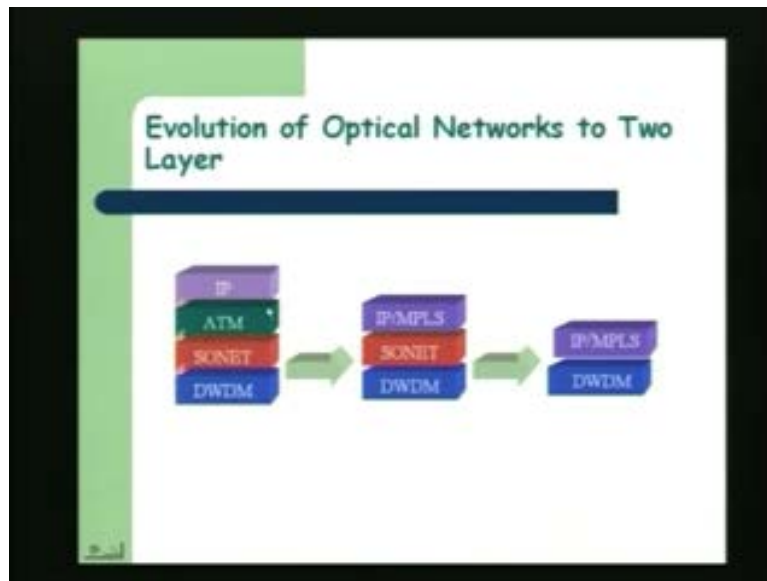 Evolution of Optical Networks to Two
Layer
IP
ATM
SONET
DWDM
IP/MPLS
SONET
DWDM
IP/MPLS
DWDM